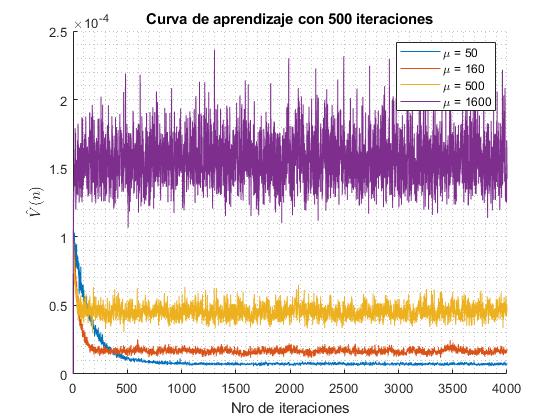 Curva de aprendizaje con 500 iteraciones
×10⁻⁴
2.5
2
1.5
1
0.5
0
V̂(n)
μ = 50
μ = 160
μ = 500
μ = 1600
0 500 1000 1500 2000 2500 3000 3500 4000
Nro de iteraciones